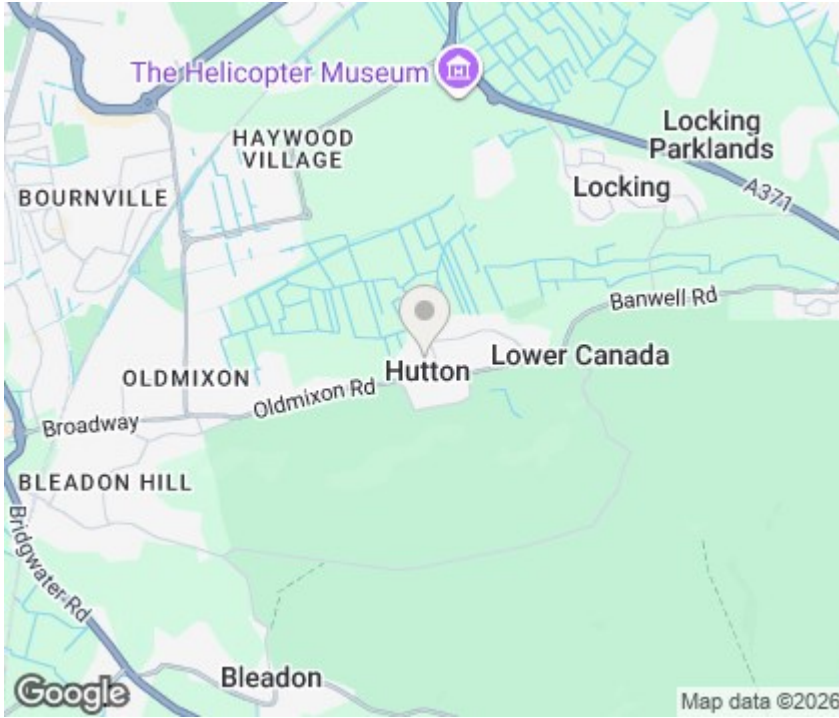 The Helicopter Museum
HAYWOOD
VILLAGE
Locking
Parklands
BOURNVILLE
Locking
A371
Banwell Rd
Hutton
Lower Canada
OLDMIXON
Oldmixon Rd
Broadway
BLEADON HILL
Bridgwater Rd
Bleadon
Google
Map data ©2026